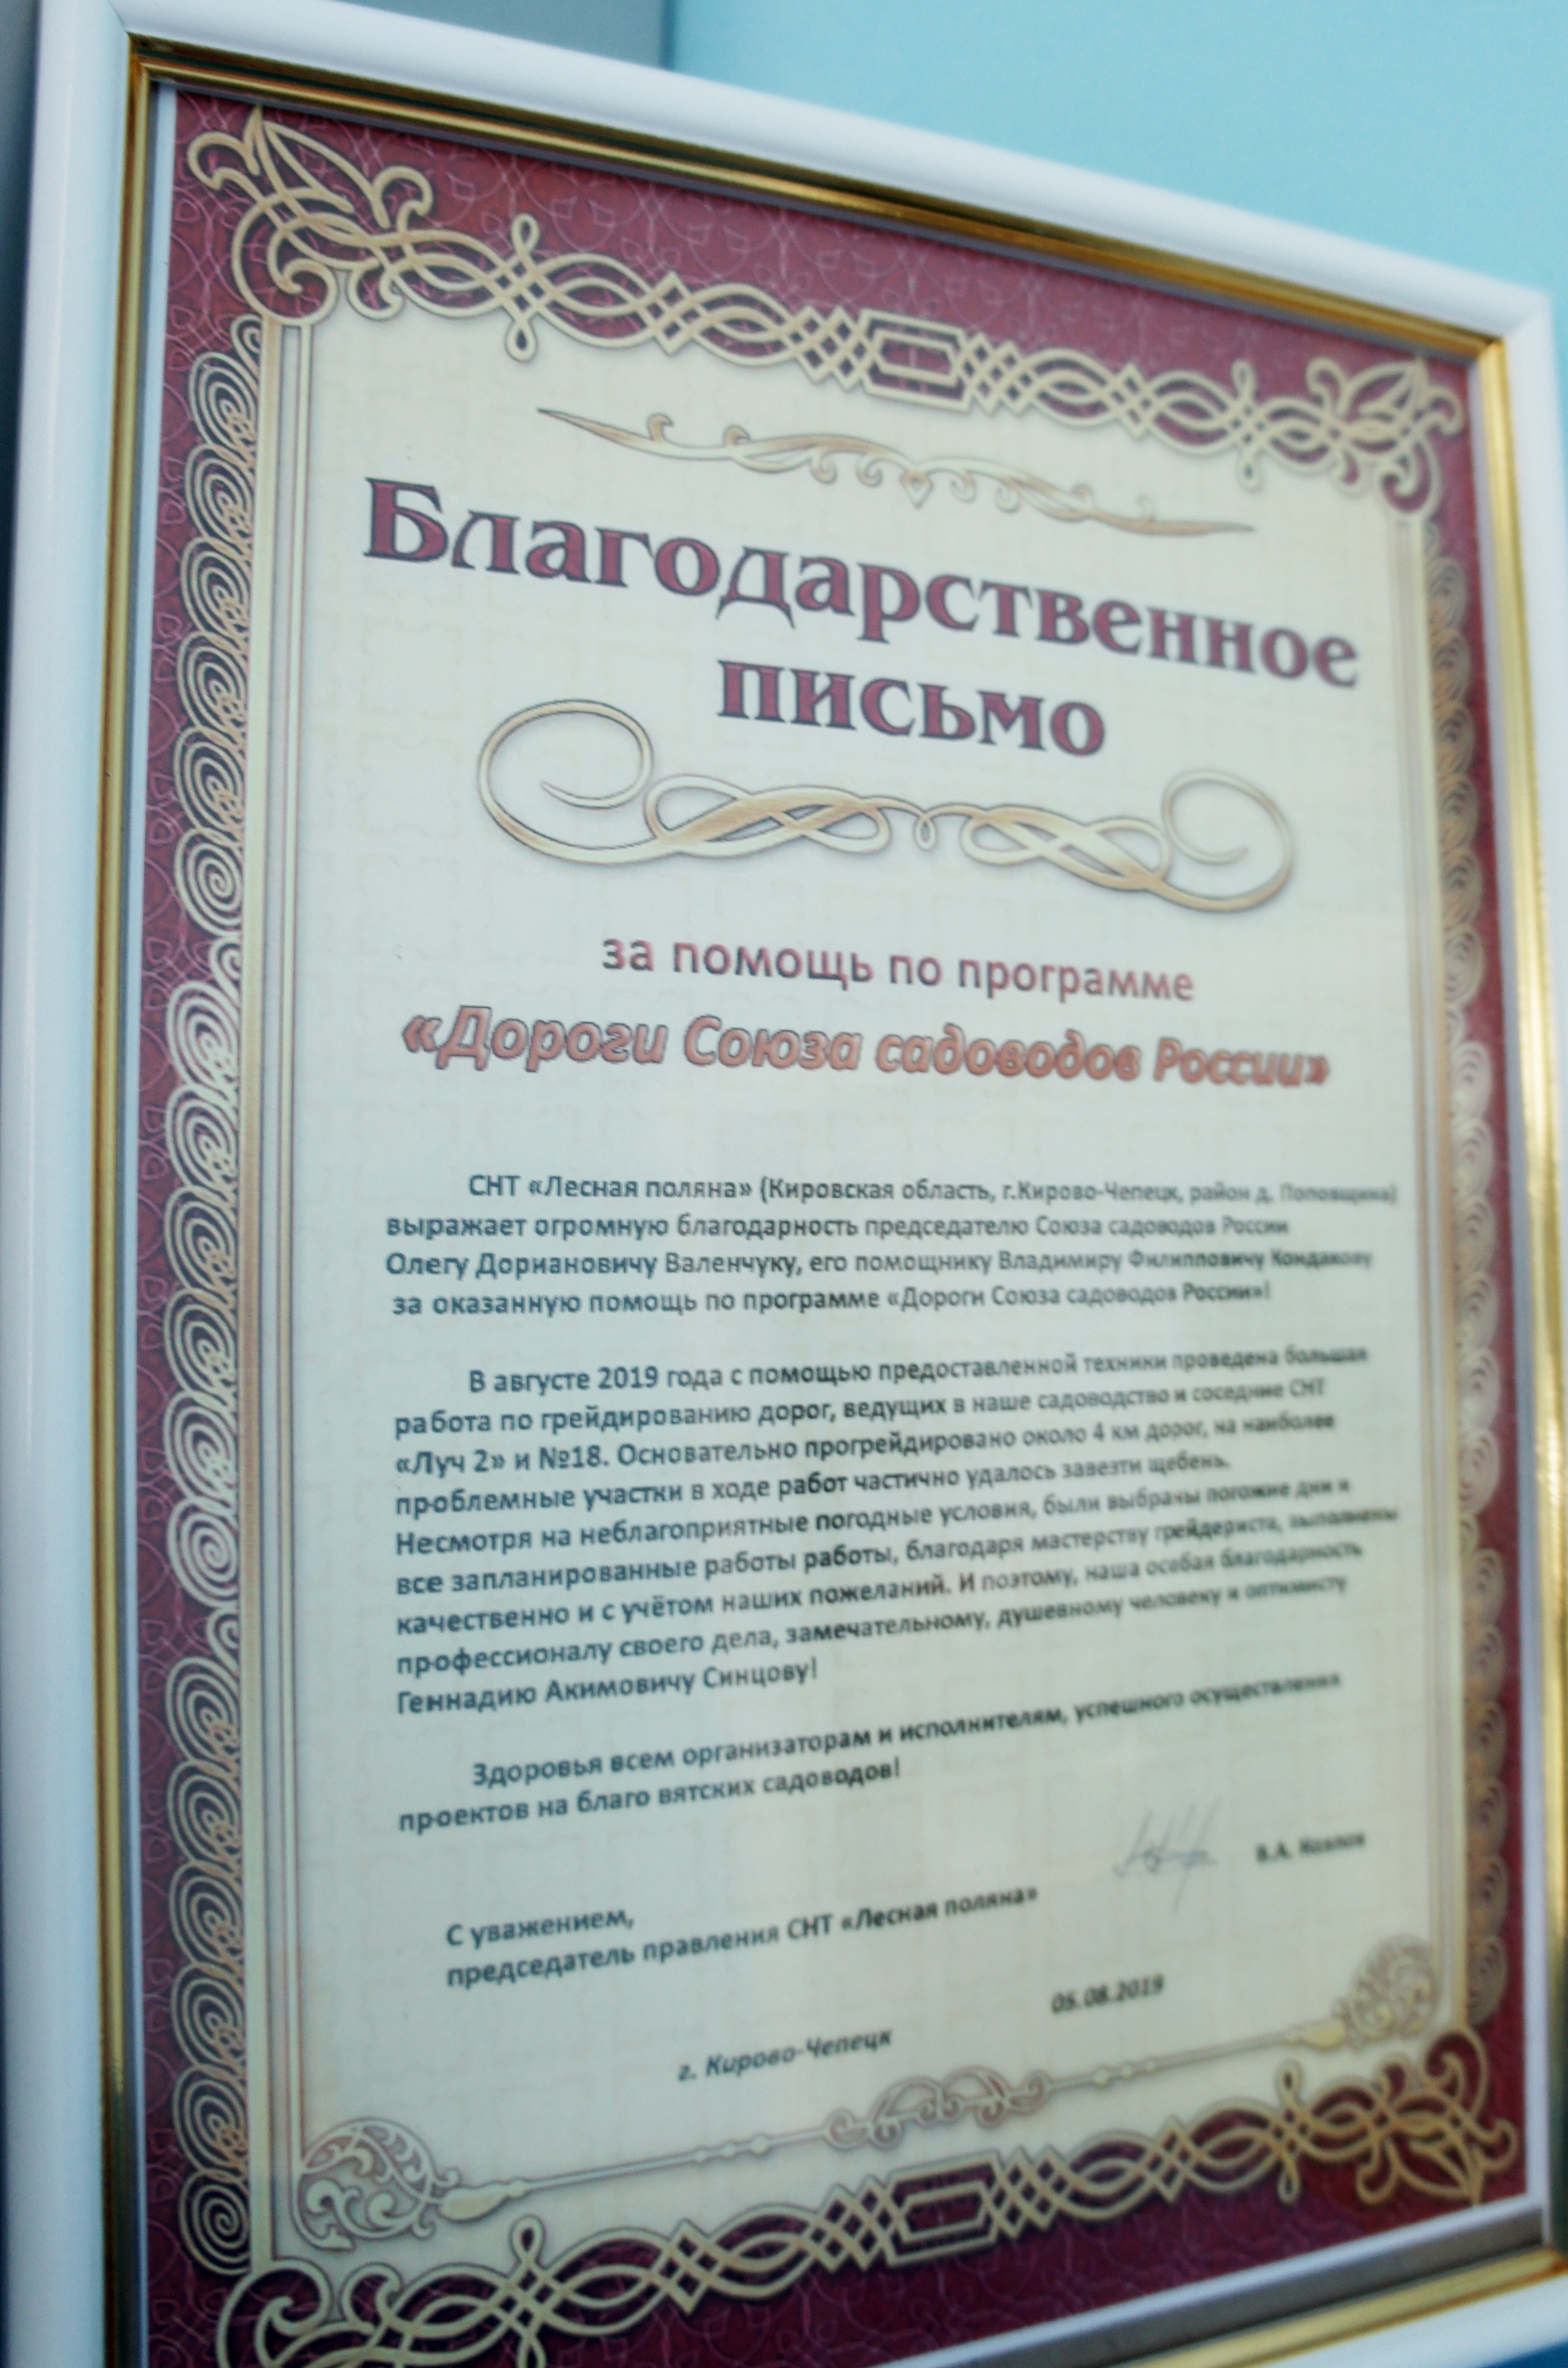 Благодарственное
письмо
за помощь по программе
«Дороги Союза садоводов России»
СНТ «Лесная поляна» (Кировская область, г.Кирово-Чепецк, район д. Поповщина)
выражает огромную благодарность председателю Союза садоводов России
Олегу Дориановичу Валенчуку, его помощнику Владимиру Филипповичу Кондакову
за оказанную помощь по программе «Дороги Союза садоводов России»!
В августе 2019 года с помощью предоставленной техники проведена большая
работа по грейдированию дорог, ведущих в наше садоводство и соседние СНТ
«Луч 2» и №18. Основательно прогрейдировано около 4 км дорог, на наиболее
проблемные участки в ходе работ частично удалось завезти щебень.
Несмотря на неблагоприятные погодные условия, были выбраны погожие дни и
все запланированные работы работы, благодаря мастерству грейдериста, выполнены
качественно и с учётом наших пожеланий. И поэтому, наша особая благодарность
профессионалу своего дела, замечательному, душевному человеку и оптимисту
Геннадию Акимовичу Синцову!
Здоровья всем организаторам и исполнителям, успешного осуществления
проектов на благо вятских садоводов!
С уважением,
председатель правления СНТ «Лесная поляна»
В.А. Козлов
г. Кирово-Чепецк
05.08.2019